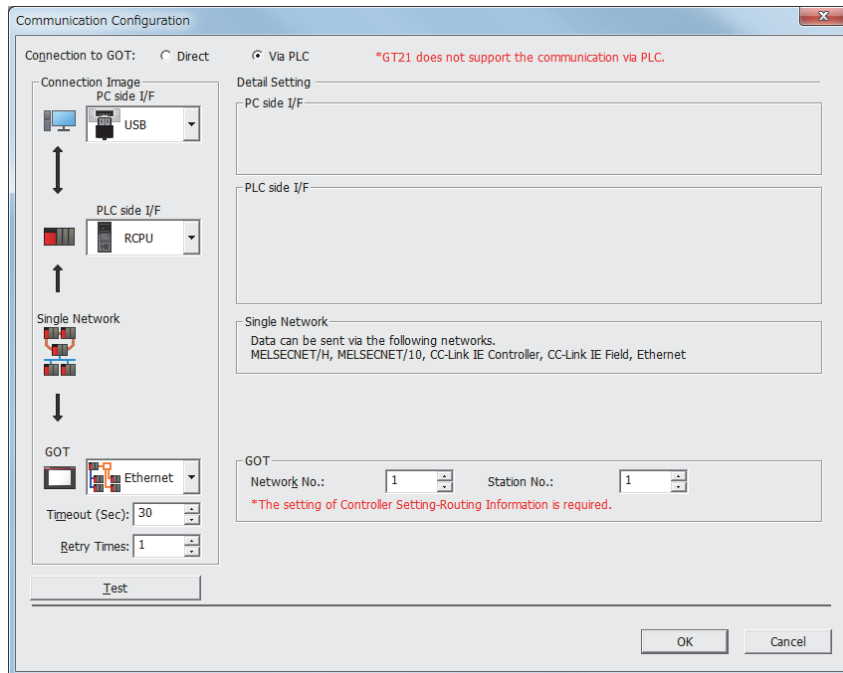 Communication Configuration
x
Connection to GOT: Direct Via PLC *GT21 does not support the communication via PLC.
Connection Image
PC side I/F
USB
PLC side I/F
RCPU
Single Network
GOT
Ethernet
Timeout (Sec): 30
Retry Times: 1
Test
Detail Setting
PC side I/F
PLC side I/F
Single Network
Data can be sent via the following networks.
MELSECNET/H, MELSECNET/10, CC-Link IE Controller, CC-Link IE Field, Ethernet
GOT
Network No.: 1 Station No.: 1
*The setting of Controller Setting-Routing Information is required.
OK Cancel